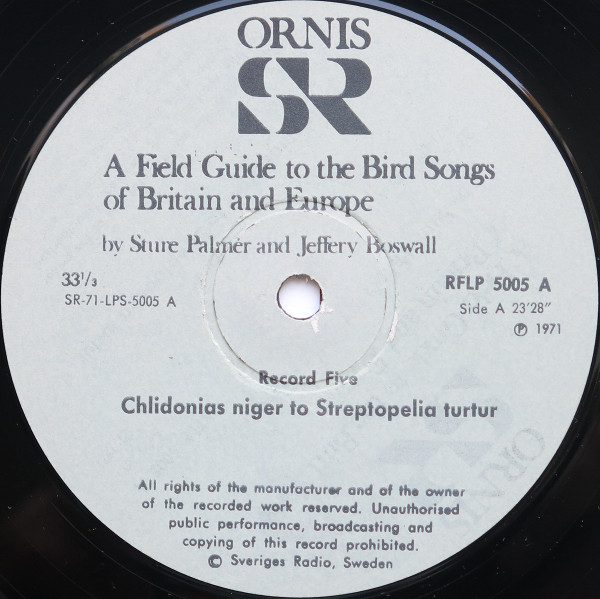 ORNIS
SR
A Field Guide to the Bird Songs
of Britain and Europe
by Sture Palmér and Jeffery Boswall
33 1/3
SR-71-LPS-5005 A
RFLP 5005 A
Side A 23'28"
℗ 1971
Record Five
Chlidonias niger to Streptopelia turtur
All rights of the manufacturer and of the owner
of the recorded work reserved. Unauthorised
public performance, broadcasting and
copying of this record prohibited.
© Sveriges Radio, Sweden
ORNIS